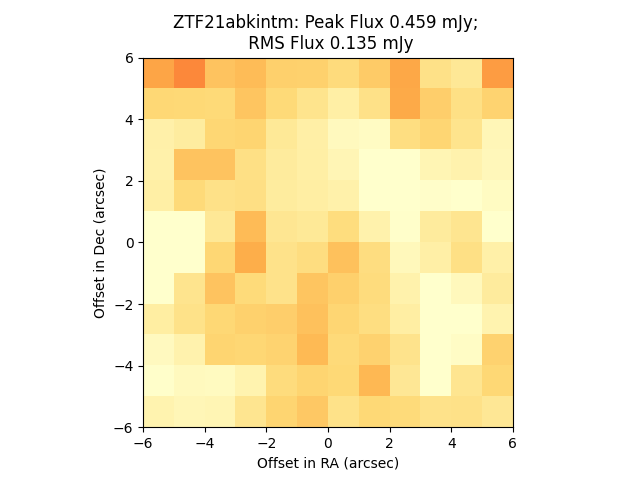 ZTF21abkintm: Peak Flux 0.459 mJy;
RMS Flux 0.135 mJy
6
4
2
0
−2
−4
−6
Offset in Dec (arcsec)
−6 −4 −2 0 2 4 6
Offset in RA (arcsec)